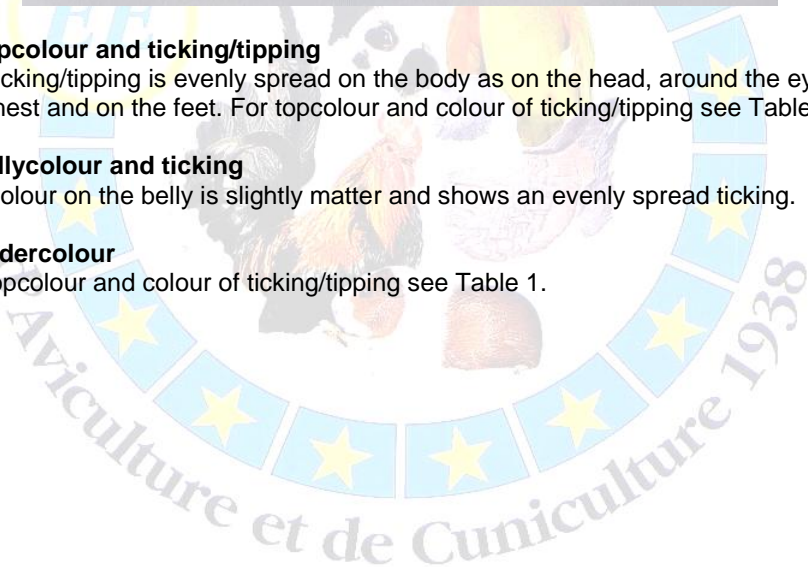 EE
pcolour and ticking/tipping
cking/tipping is evenly spread on the body as on the head, around the ey
nest and on the feet. For topcolour and colour of ticking/tipping see Table
llycolour and ticking
olour on the belly is slightly matter and shows an evenly spread ticking.
dercolour
pcolour and colour of ticking/tipping see Table 1.
d'Aviculture et de Cuniculture 1938